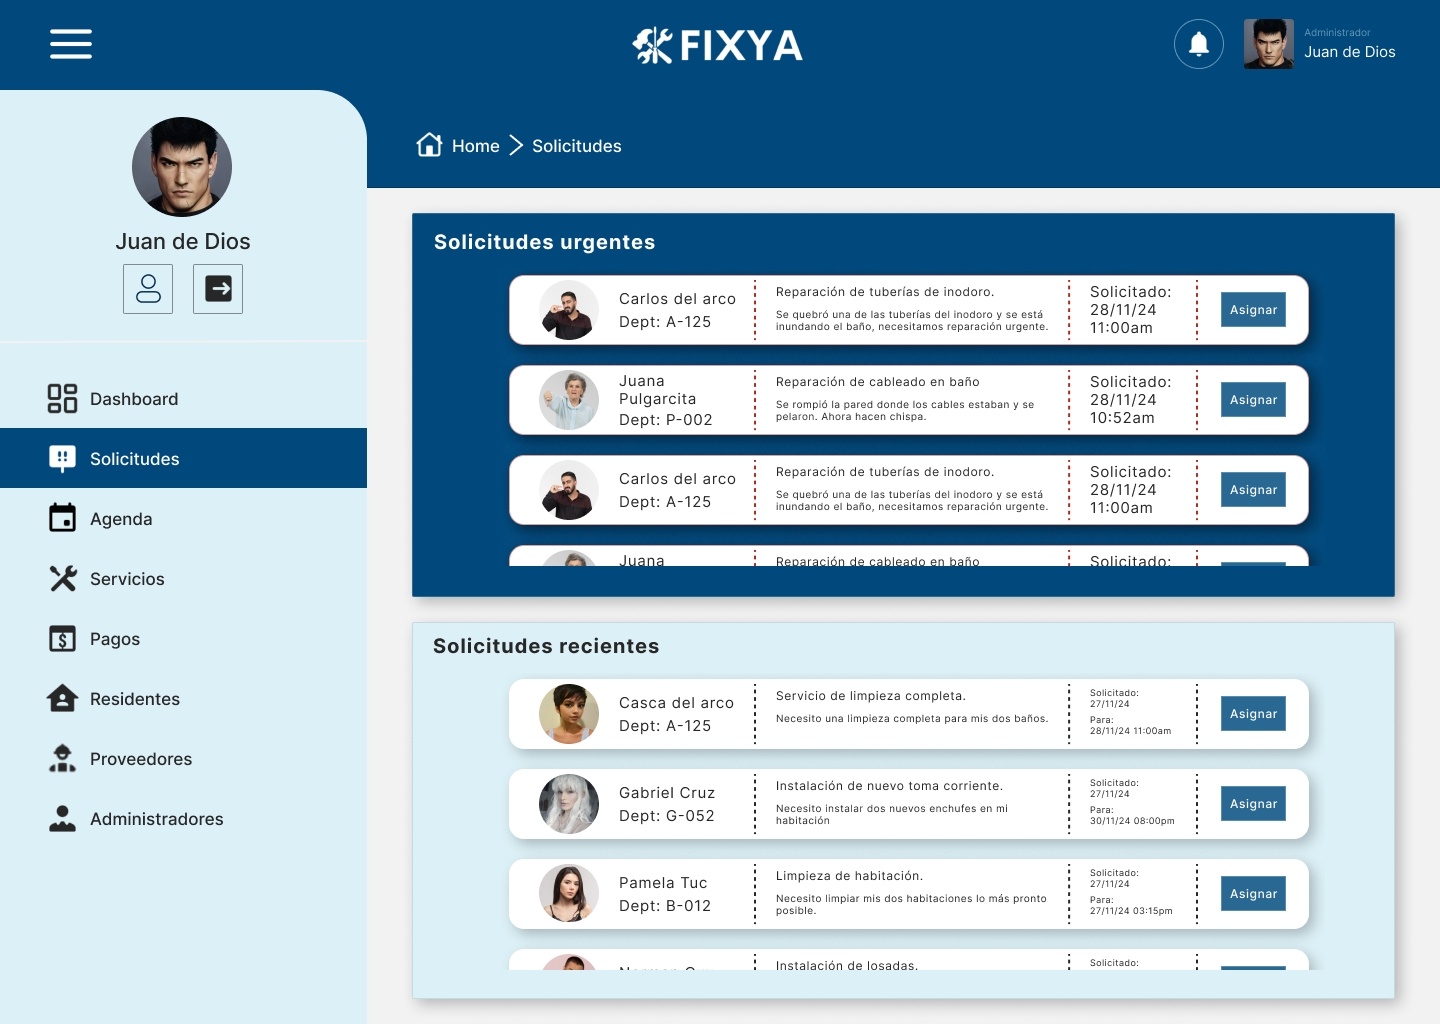 FIXYA
Administrador
Juan de Dios
Home
Solicitudes
Juan de Dios
Dashboard
Solicitudes
Agenda
Servicios
Pagos
Residentes
Proveedores
Administradores
Solicitudes urgentes
Carlos del arco
Dept: A-125
Reparación de tuberías de inodoro.
Se quebró una de las tuberías del inodoro y se está
inundando el baño, necesitamos reparación urgente.
Solicitado:
28/11/24
11:00am
Asignar
Juana
Pulgarcita
Dept: P-002
Reparación de cableado en baño
Se rompió la pared donde los cables estaban y se
pelaron. Ahora hacen chispa.
Solicitado:
28/11/24
10:52am
Asignar
Carlos del arco
Dept: A-125
Reparación de tuberías de inodoro.
Se quebró una de las tuberías del inodoro y se está
inundando el baño, necesitamos reparación urgente.
Solicitado:
28/11/24
11:00am
Asignar
Juana
Reparación de cableado en baño
Solicitado:
Solicitudes recientes
Casca del arco
Dept: A-125
Servicio de limpieza completa.
Necesito una limpieza completa para mis dos baños.
Solicitado:
27/11/24
Para:
28/11/24 11:00am
Asignar
Gabriel Cruz
Dept: G-052
Instalación de nuevo toma corriente.
Necesito instalar dos nuevos enchufes en mi
habitación
Solicitado:
27/11/24
Para:
30/11/24 08:00pm
Asignar
Pamela Tuc
Dept: B-012
Limpieza de habitación.
Necesito limpiar mis dos habitaciones lo más pronto
posible.
Solicitado:
27/11/24
Para:
27/11/24 03:15pm
Asignar
Instalación de losadas.
Solicitado: